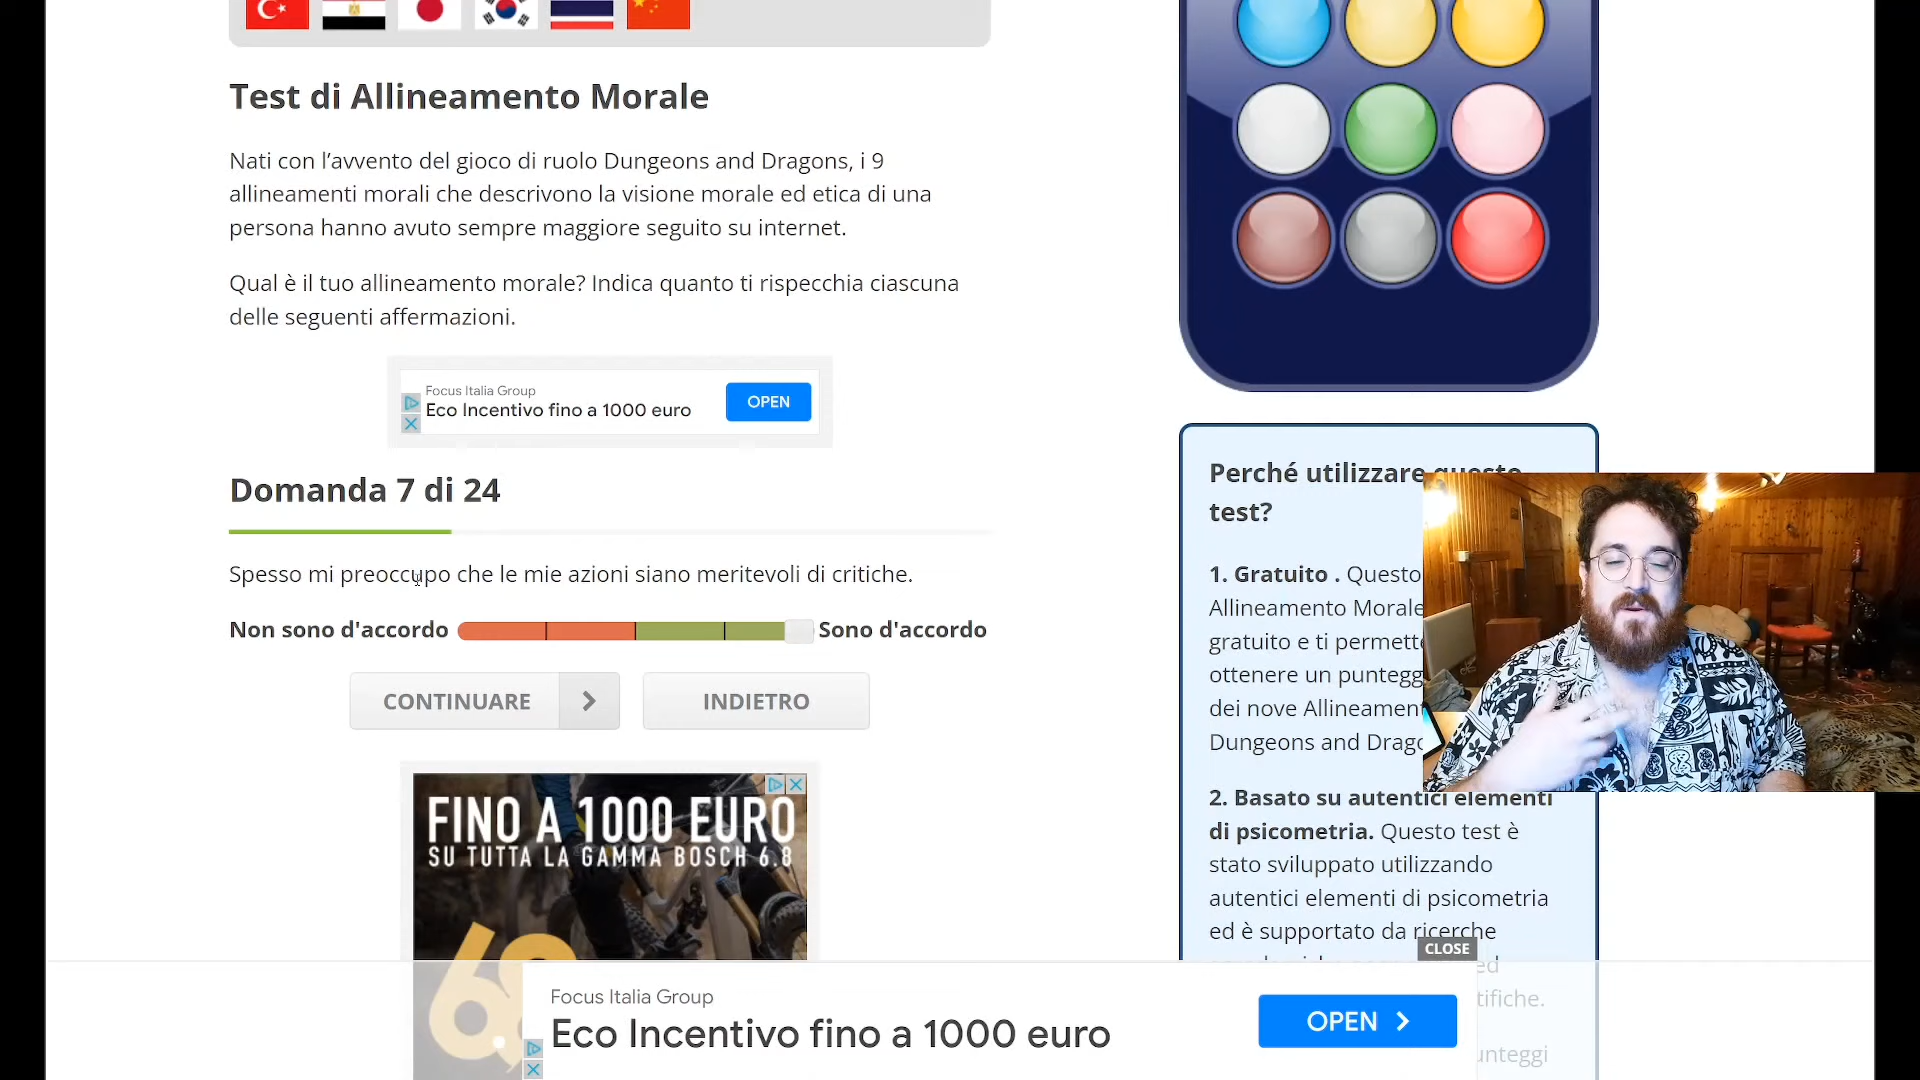 Test di Allineamento Morale
Nati con l’avvento del gioco di ruolo Dungeons and Dragons, i 9
allineamenti morali che descrivono la visione morale ed etica di una
persona hanno avuto sempre maggiore seguito su internet.
Qual è il tuo allineamento morale? Indica quanto ti rispecchia ciascuna
delle seguenti affermazioni.
Focus Italia Group
Eco Incentivo fino a 1000 euro
OPEN
Domanda 7 di 24
Spesso mi preoccupo che le mie azioni siano meritevoli di critiche.
Non sono d'accordo
Sono d'accordo
CONTINUARE
INDIETRO
FINO A 1000 EURO
SU TUTTA LA GAMMA BOSCH 6.8
Perché utilizzare questo
test?
1. Gratuito . Questo
Allineamento Morale
gratuito e ti permette
ottenere un
dei nove
Dungeons and
2. Basato su autentici elementi
di psicometria. Questo test è
stato sviluppato utilizzando
autentici elementi di psicometria
ed è supportato da ricerche
ed
CLOSE
Focus Italia Group
Eco Incentivo fino a 1000 euro
OPEN